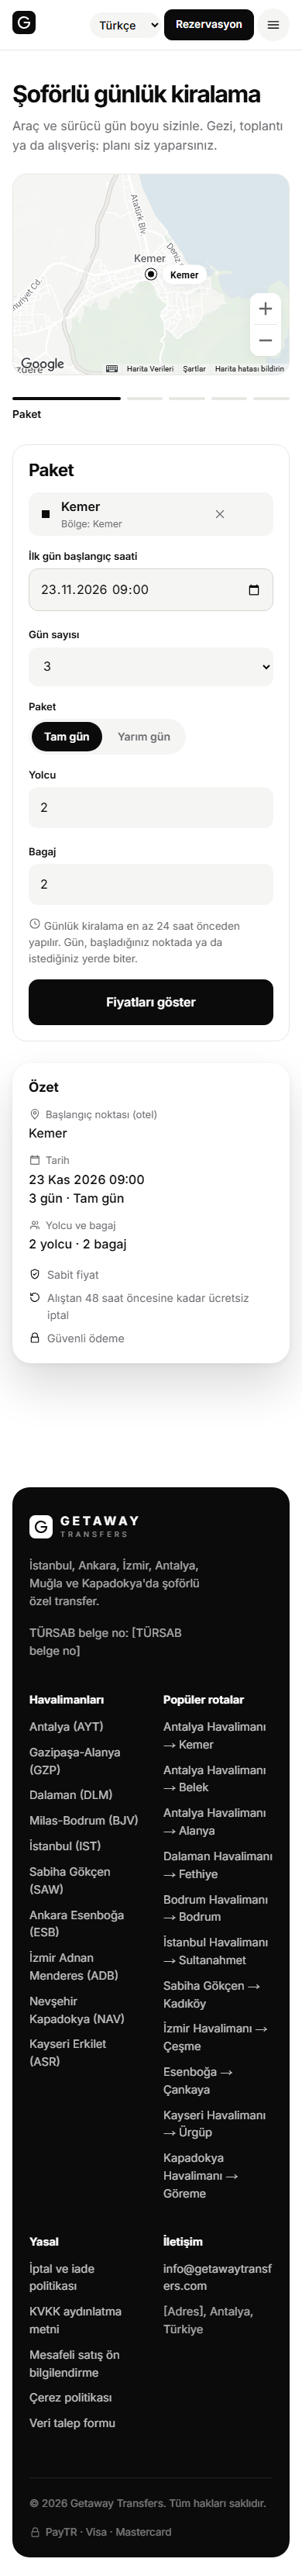 G
Türkçe
Rezervasyon
Şoförlü günlük kiralama
Araç ve sürücü gün boyu sizinle. Gezi, toplantı
ya da alışveriş: planı siz yaparsınız.
Atatürk Blv.
Deniz
Kemer
Kemer
Google
Harita Verileri
Şartlar
Harita hatası bildirin
Paket
Paket
Kemer
Bölge: Kemer
İlk gün başlangıç saati
23.11.2026 09:00
Gün sayısı
3
Paket
Tam gün
Yarım gün
Yolcu
2
Bagaj
2
Günlük kiralama en az 24 saat önceden
yapılır. Gün, başladığınız noktada ya da
istediğiniz yerde biter.
Fiyatları göster
Özet
Başlangıç noktası (otel)
Kemer
Tarih
23 Kas 2026 09:00
3 gün · Tam gün
Yolcu ve bagaj
2 yolcu · 2 bagaj
Sabit fiyat
Alıştan 48 saat öncesine kadar ücretsiz
iptal
Güvenli ödeme
G GETAWAY
TRANSFERS
İstanbul, Ankara, İzmir, Antalya,
Muğla ve Kapadokya'da şoförlü
özel transfer.
TÜRSAB belge no: [TÜRSAB
belge no]
Havalimanları
Antalya (AYT)
Gazipaşa-Alanya
(GZP)
Dalaman (DLM)
Milas-Bodrum (BJV)
İstanbul (IST)
Sabiha Gökçen
(SAW)
Ankara Esenboğa
(ESB)
İzmir Adnan
Menderes (ADB)
Nevşehir
Kapadokya (NAV)
Kayseri Erkilet
(ASR)
Popüler rotalar
Antalya Havalimanı
→ Kemer
Antalya Havalimanı
→ Belek
Antalya Havalimanı
→ Alanya
Dalaman Havalimanı
→ Fethiye
Bodrum Havalimanı
→ Bodrum
İstanbul Havalimanı
→ Sultanahmet
Sabiha Gökçen →
Kadıköy
İzmir Havalimanı →
Çeşme
Esenboğa →
Çankaya
Kayseri Havalimanı
→ Ürgüp
Kapadokya
Havalimanı →
Göreme
Yasal
İptal ve iade
politikası
KVKK aydınlatma
metni
Mesafeli satış ön
bilgilendirme
Çerez politikası
Veri talep formu
İletişim
info@getawaytransf
ers.com
[Adres], Antalya,
Türkiye
© 2026 Getaway Transfers. Tüm hakları saklıdır.
PayTR · Visa · Mastercard